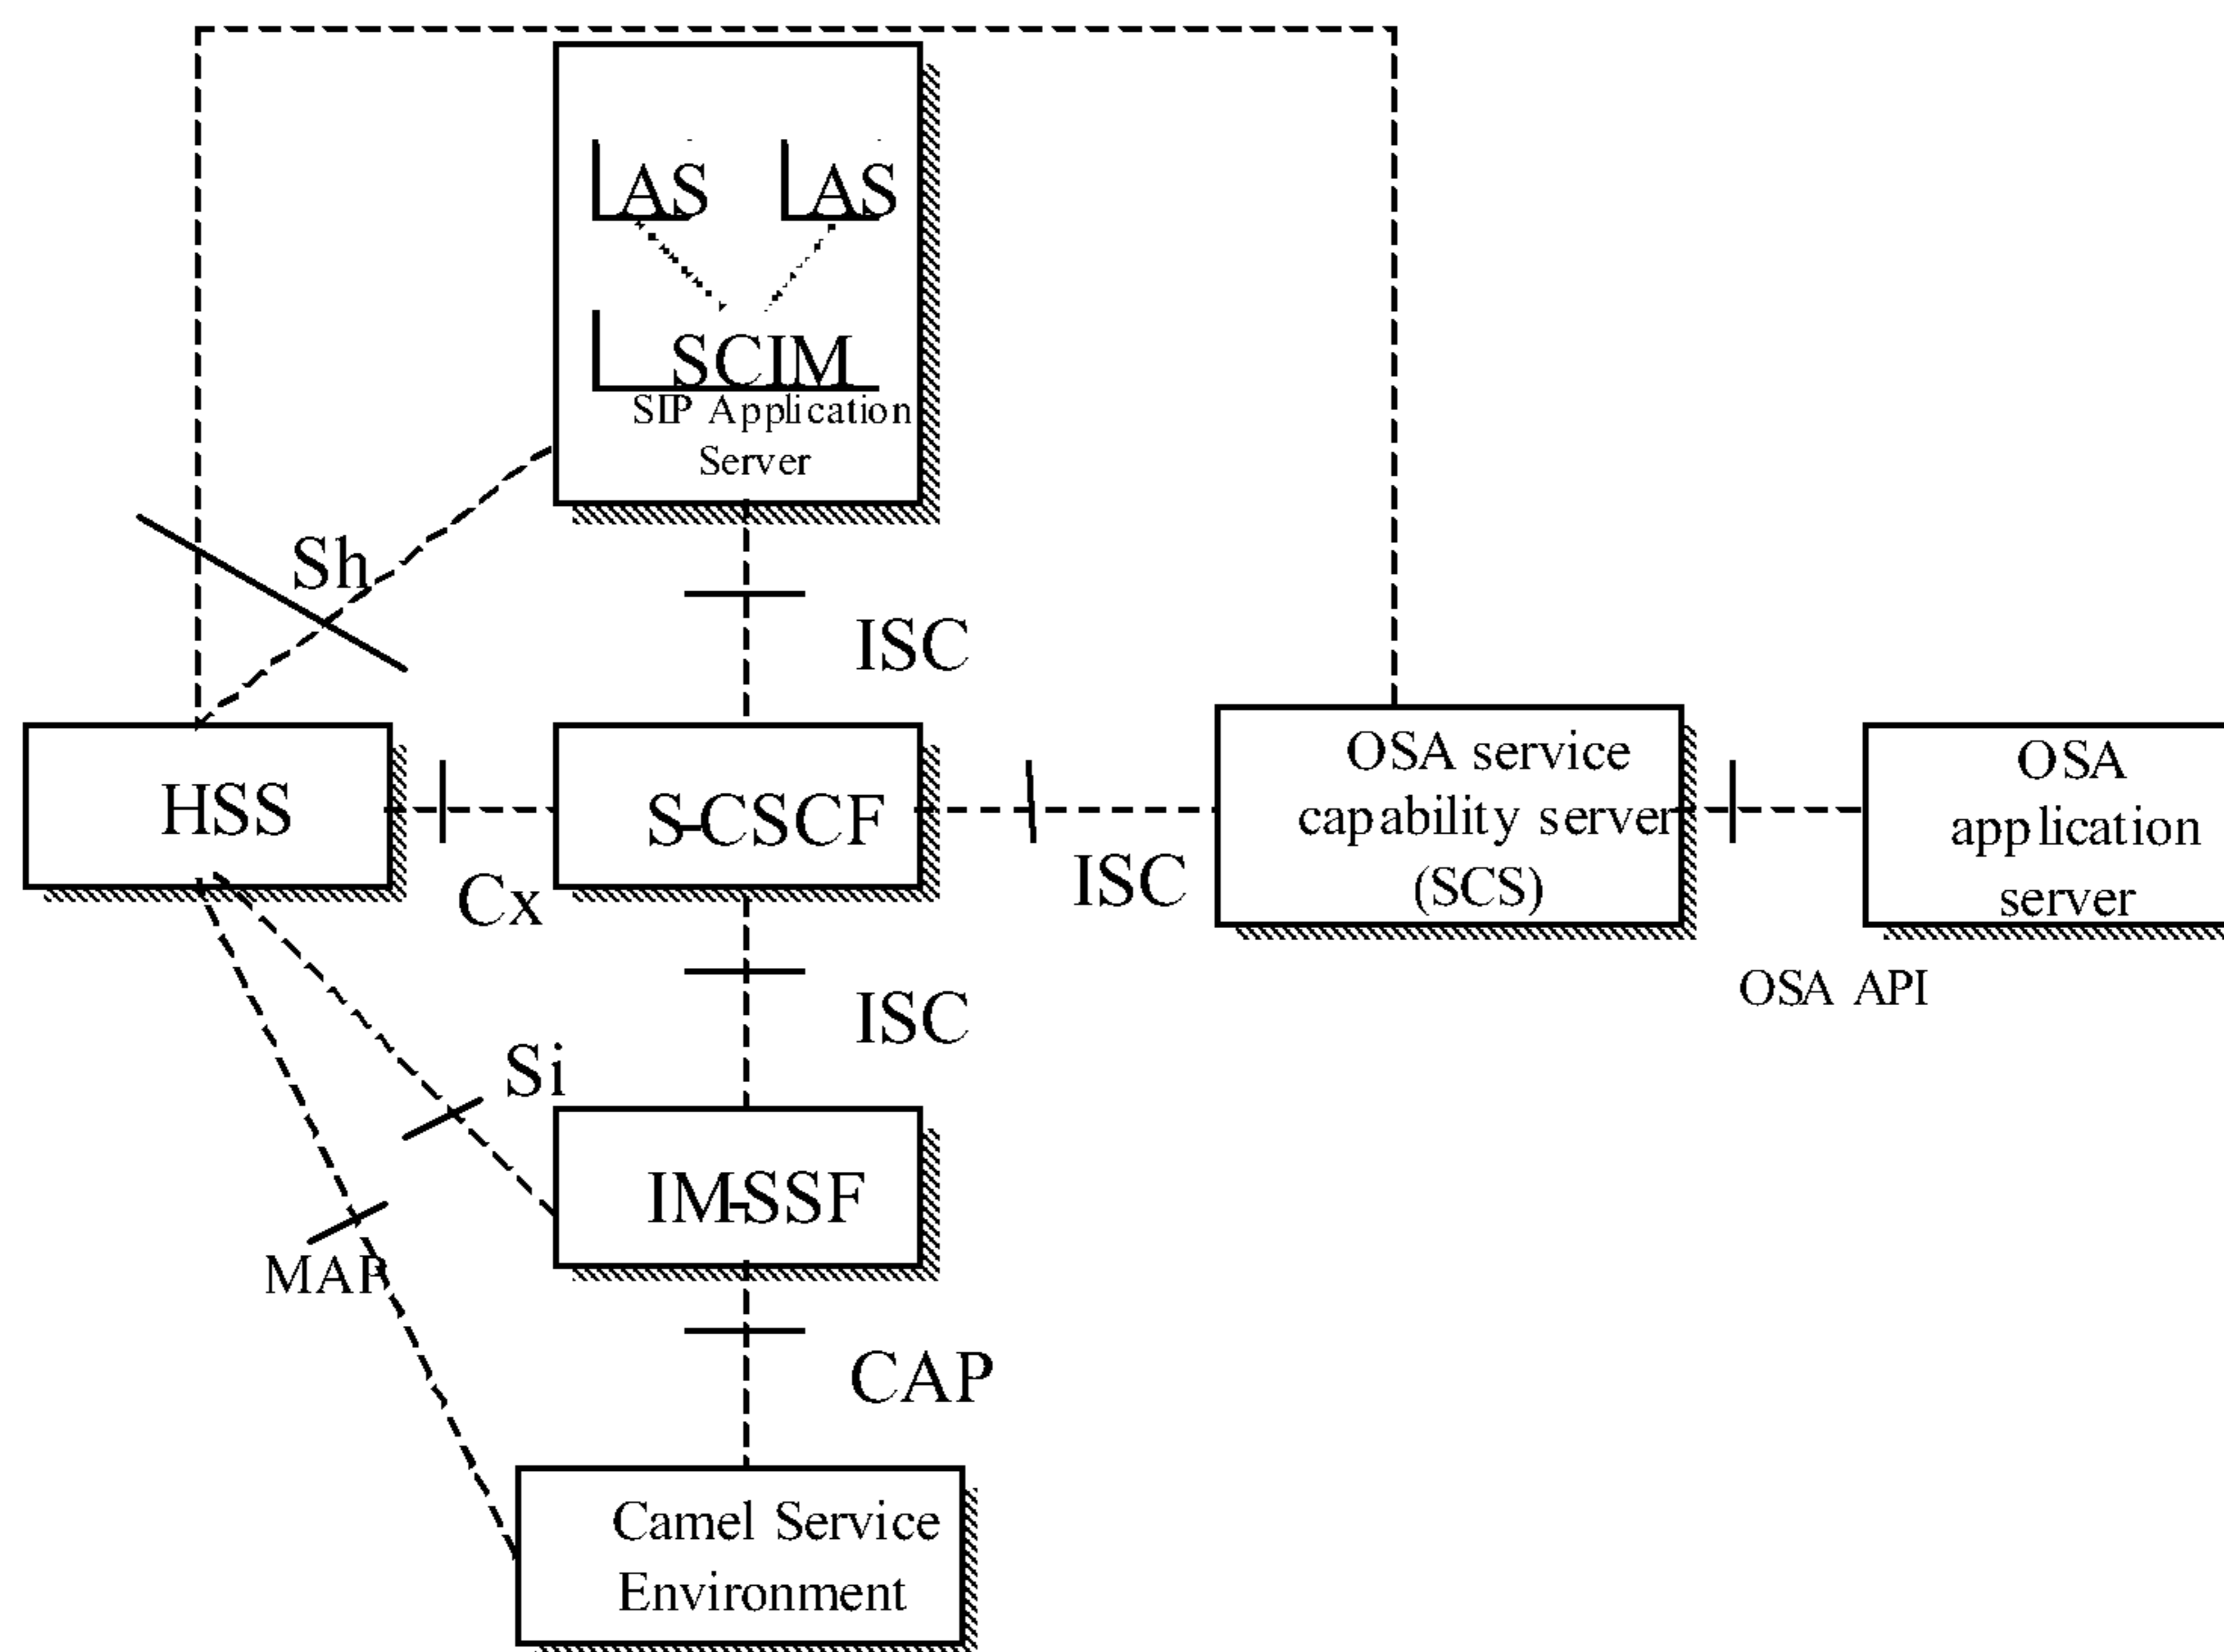 AS
AS
SCIM
SIP Application
Server
Sh
ISC
HSS
S-CSCF
OSA service
capability server
(SCS)
OSA
application
server
Cx
ISC
OSA API
ISC
Si
IM-SSF
MAP
CAP
Camel Service
Environment